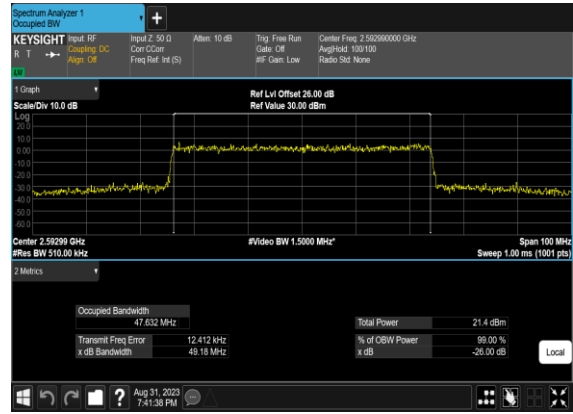 Spectrum Analyzer 1
Occupied BW
+
KEYSIGHT Input: RF Input Z: 50 Ω Atten: 10 dB Trig: Free Run Center Freq: 2.592990000 GHz
R T Coupling: DC Corr CCorr Gate: Off Avg|Hold: 100/100
Align: Off Freq Ref: Int (S) #IF Gain: Low Radio Std: None
1 Graph
Ref Lvl Offset 26.00 dB
Scale/Div 10.0 dB Ref Value 30.00 dBm
Log
20.0
10.0
0.00
-10.0
-20.0
-30.0
-40.0
-50.0
-60.0
Center 2.59299 GHz #Video BW 1.5000 MHz* Span 100 MHz
#Res BW 510.00 kHz Sweep 1.00 ms (1001 pts)
2 Metrics
Occupied Bandwidth
47.632 MHz Total Power 21.4 dBm
Transmit Freq Error 12.412 kHz % of OBW Power 99.00 %
x dB Bandwidth 49.18 MHz x dB -26.00 dB
Local
? Aug 31, 2023
7:41:38 PM